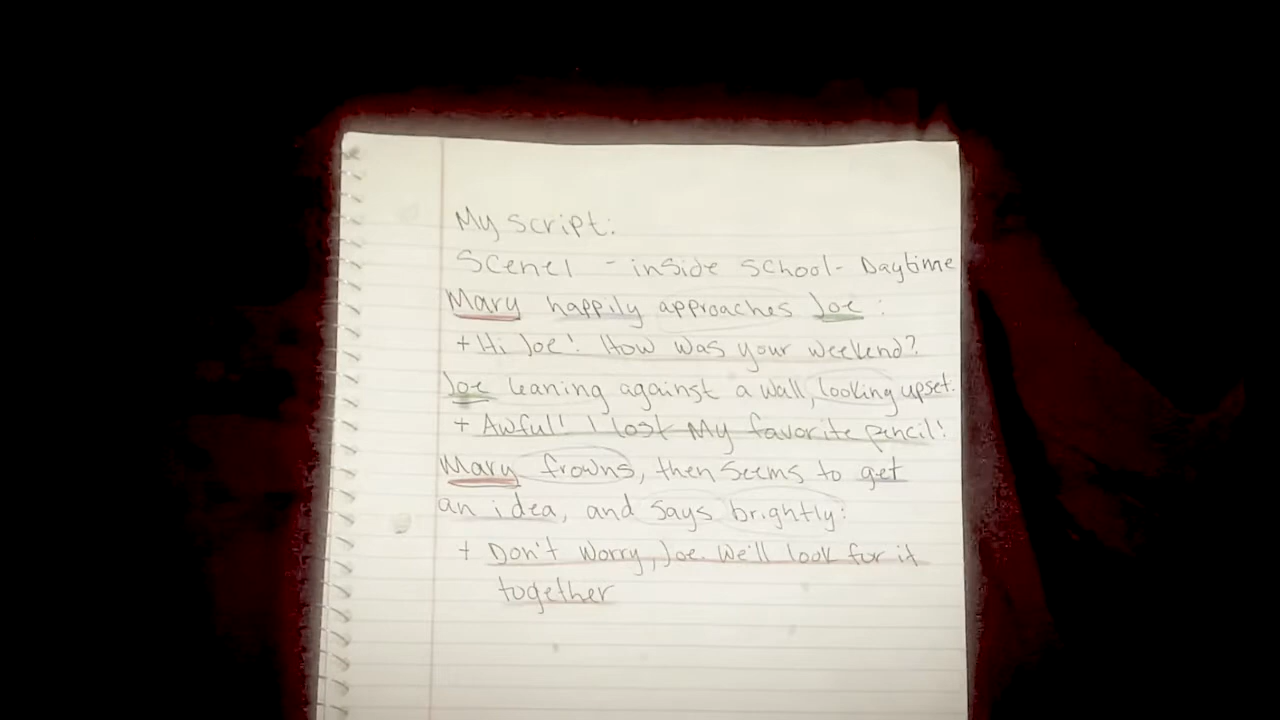 My script:
Scene 1 - inside school - Daytime
Mary happily approaches Joe :
+ Hi Joe! How was your weekend?
Joe leaning against a wall, looking upset.
+ Awful! I lost My favorite pencil!
Mary frowns, then seems to get
an idea, and says brightly:
+ Don't worry, Joe. We'll look for it
together